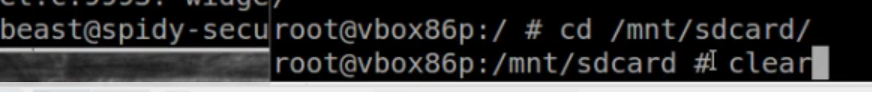 beast@spidy-secu
root@vbox86p:/ # cd /mnt/sdcard/
root@vbox86p:/mnt/sdcard # clear